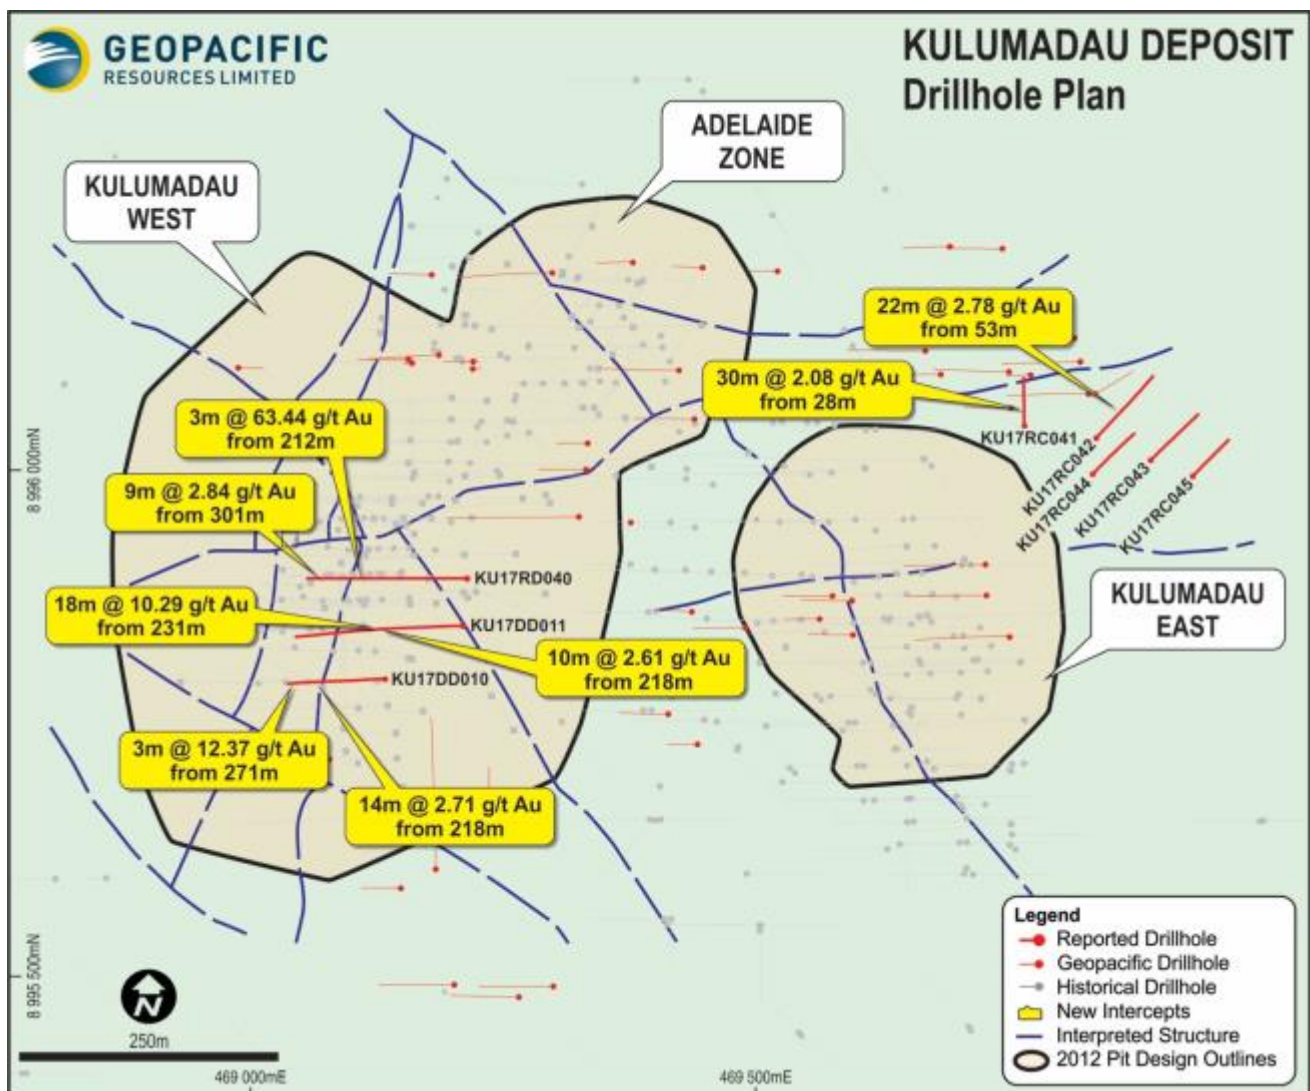 GEOPACIFIC
RESOURCES LIMITED
KULUMADAU DEPOSIT
Drillhole Plan
ADELAIDE
ZONE
KULUMADAU
WEST
22m @ 2.78 g/t Au
from 53m
30m @ 2.08 g/t Au
from 28m
3m @ 63.44 g/t Au
from 212m
KU17RC041
KU17RC042
KU17RC044
KU17RC043
KU17RC045
8 996 000mN
9m @ 2.84 g/t Au
from 301m
KU17RD040
18m @ 10.29 g/t Au
from 231m
KU17DD011
KULUMADAU
EAST
10m @ 2.61 g/t Au
from 218m
KU17DD010
3m @ 12.37 g/t Au
from 271m
14m @ 2.71 g/t Au
from 218m
8 995 500mN
N
250m
469 000mE
469 500mE
Legend
Reported Drillhole
Geopacific Drillhole
Historical Drillhole
New Intercepts
Interpreted Structure
2012 Pit Design Outlines